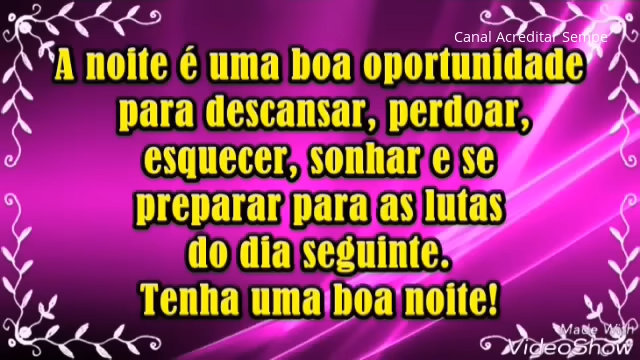 Canal Acreditar Sempe
A noite é uma boa oportunidade
para descansar, perdoar,
esquecer, sonhar e se
preparar para as lutas
do dia seguinte.
Tenha uma boa noite!
Made With
VideoShow